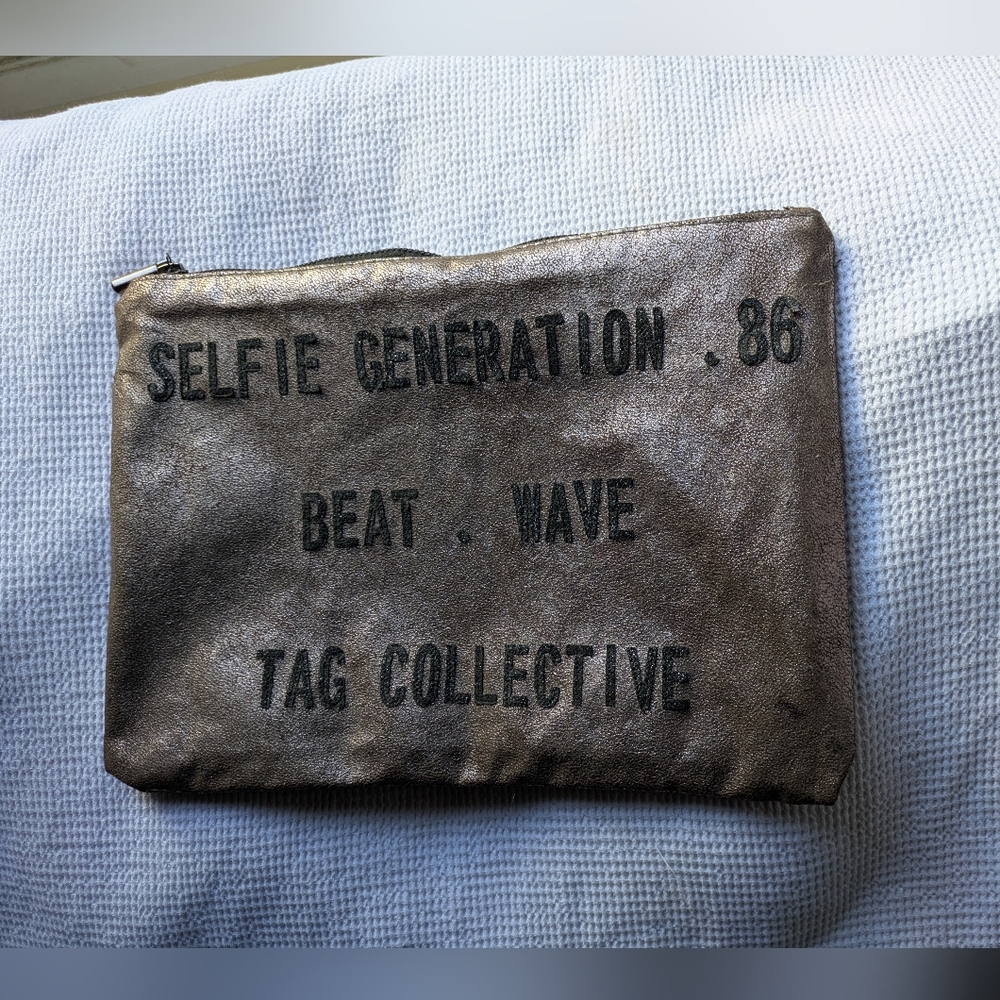 SELFIE GENERATION . 86
BEAT . WAVE
TAG COLLECTIVE